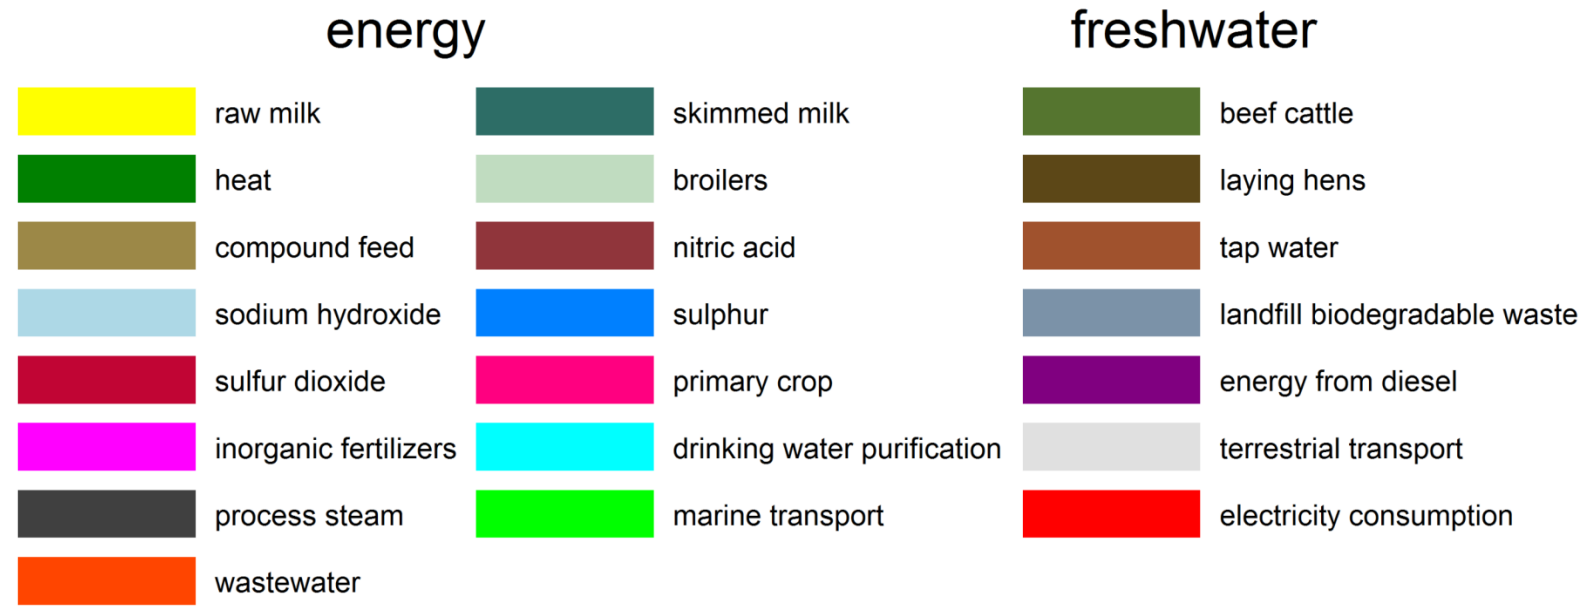 energy
freshwater
raw milk
skimmed milk
beef cattle
heat
broilers
laying hens
compound feed
nitric acid
tap water
sodium hydroxide
sulphur
landfill biodegradable waste
sulfur dioxide
primary crop
energy from diesel
inorganic fertilizers
drinking water purification
terrestrial transport
process steam
marine transport
electricity consumption
wastewater